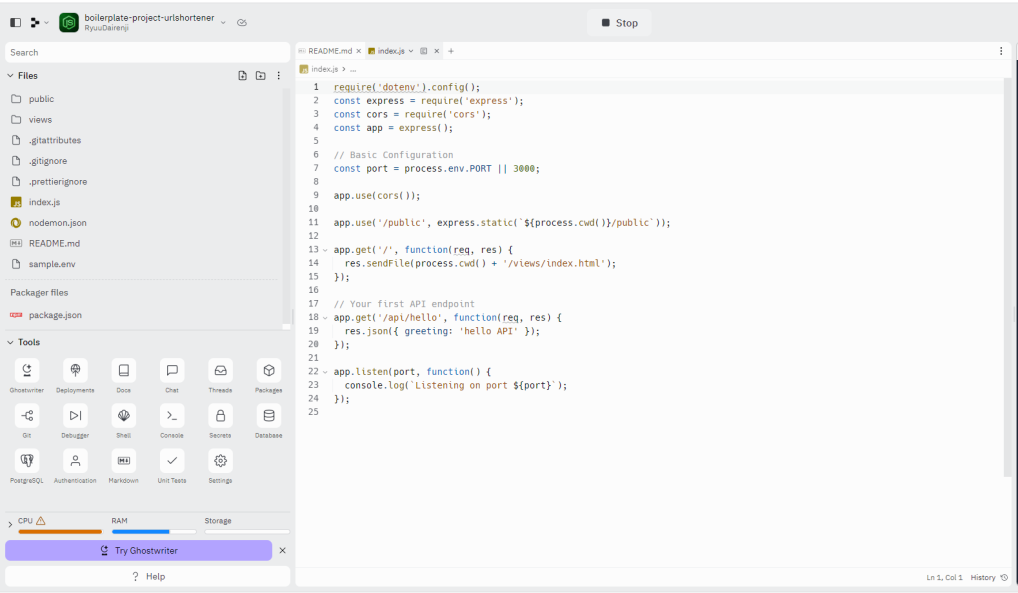 boilerplate-project-urlshortener
RyuuDairenji
Stop
Search
Files
public
views
.gitattributes
.gitignore
.prettierignore
index.js
nodemon.json
README.md
sample.env
Packager files
package.json
Tools
Ghostwriter Deployments Docs Chat Threads Packages
Git Debugger Shell Console Secrets Database
PostgreSQL Authentication Markdown Unit Tests Settings
CPU RAM Storage
Try Ghostwriter
? Help
README.md × index.js × +
index.js > ...
1 require('dotenv').config();
2 const express = require('express');
3 const cors = require('cors');
4 const app = express();
5
6 // Basic Configuration
7 const port = process.env.PORT || 3000;
8
9 app.use(cors());
10
11 app.use('/public', express.static(`${process.cwd()}/public`));
12
13 app.get('/', function(req, res) {
14 res.sendFile(process.cwd() + '/views/index.html');
15 });
16
17 // Your first API endpoint
18 app.get('/api/hello', function(req, res) {
19 res.json({ greeting: 'hello API' });
20 });
21
22 app.listen(port, function() {
23 console.log(`Listening on port ${port}`);
24 });
25
Ln 1, Col 1 History